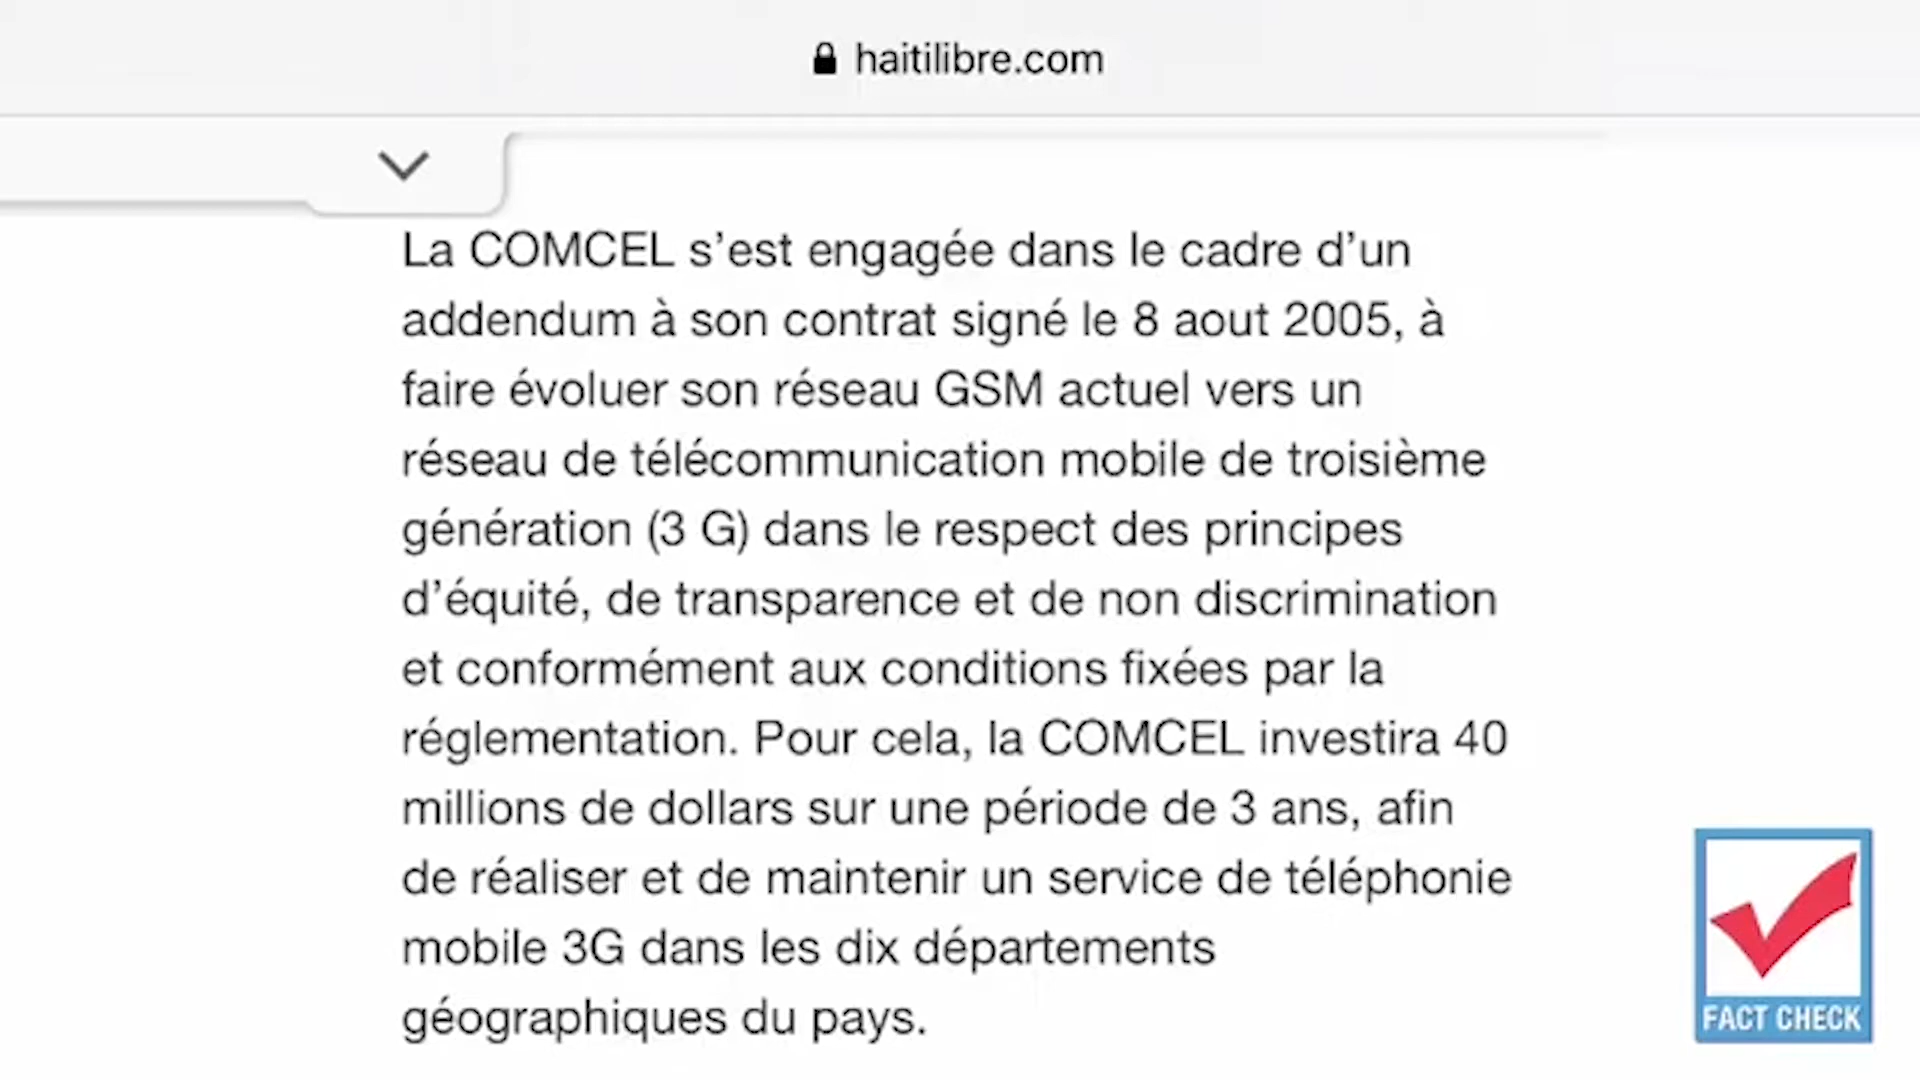 haitilibre.com
La COMCEL s’est engagée dans le cadre d’un
addendum à son contrat signé le 8 aout 2005, à
faire évoluer son réseau GSM actuel vers un
réseau de télécommunication mobile de troisième
génération (3 G) dans le respect des principes
d’équité, de transparence et de non discrimination
et conformément aux conditions fixées par la
réglementation. Pour cela, la COMCEL investira 40
millions de dollars sur une période de 3 ans, afin
de réaliser et de maintenir un service de téléphonie
mobile 3G dans les dix départements
géographiques du pays.
FACT CHECK